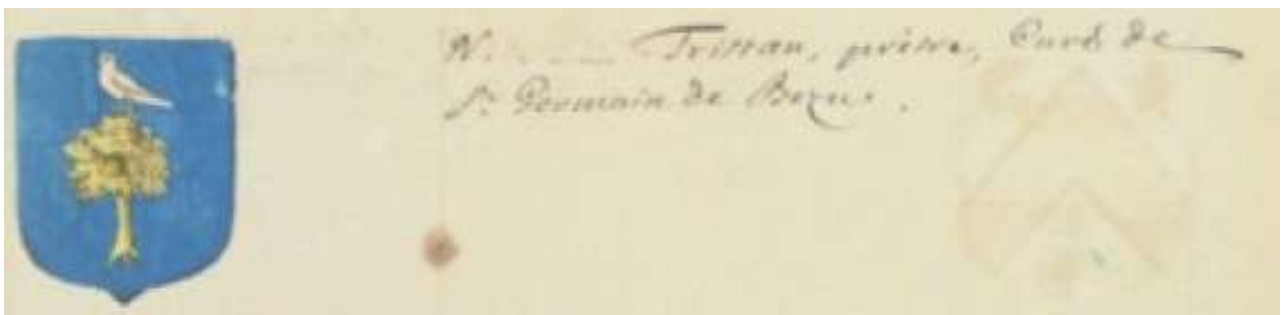 N. ........ Tristan, prêtre, Curé de
St Germain de Bezu.